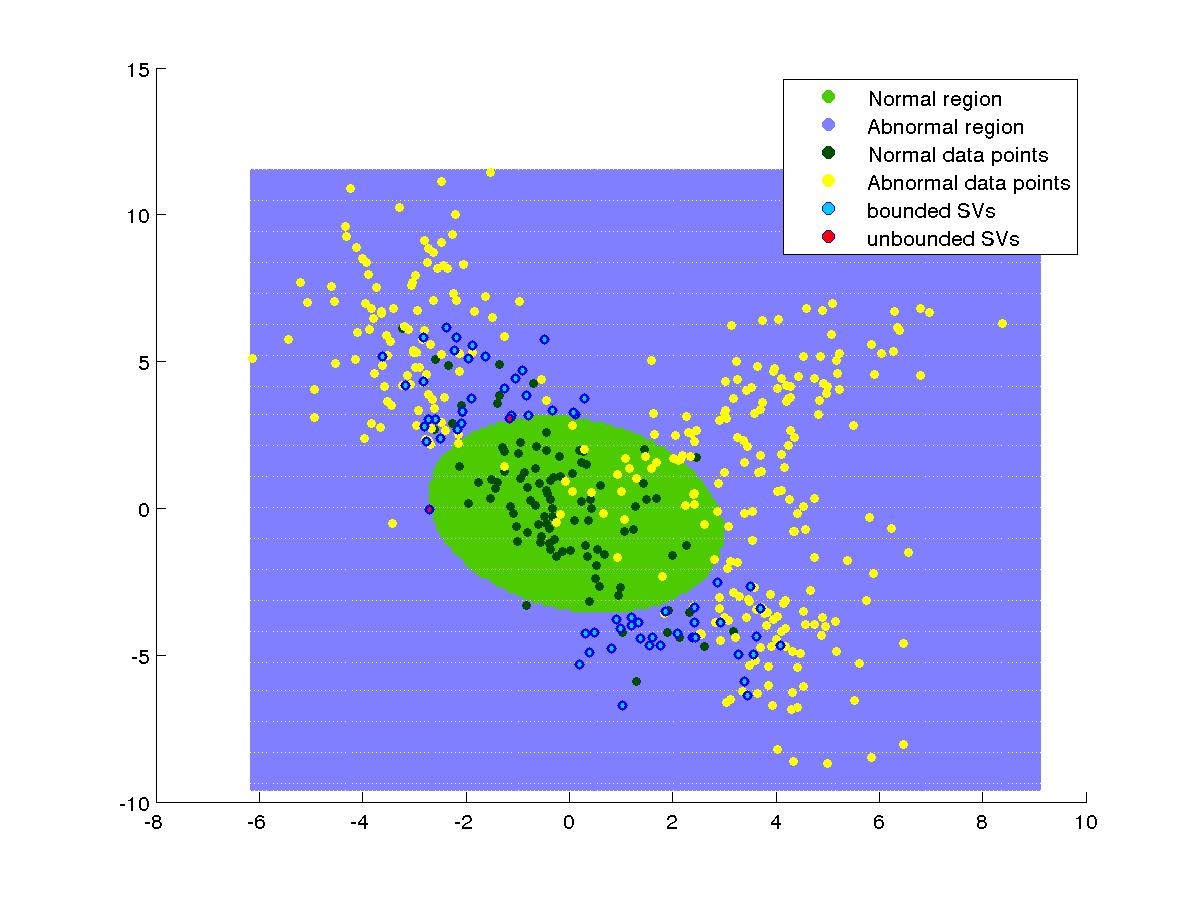 15
10
5
0
-5
-10
-8 -6 -4 -2 0 2 4 6 8 10
Normal region
Abnormal region
Normal data points
Abnormal data points
bounded SVs
unbounded SVs